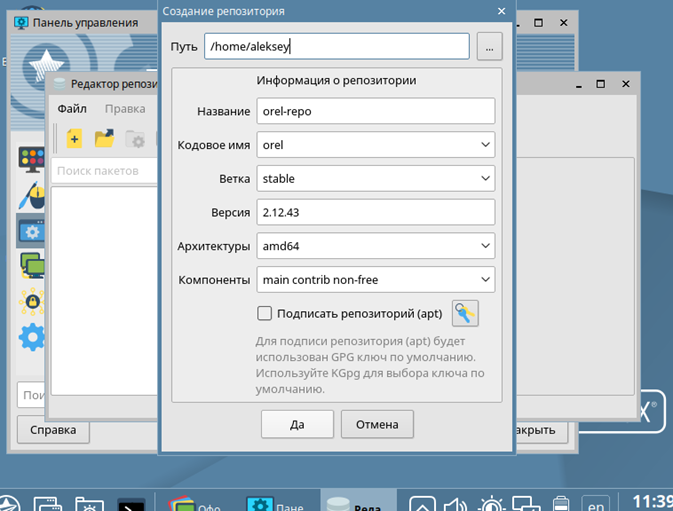 Создание репозитория
Панель управления
Путь /home/aleksey ...
Редактор репози
Информация о репозитории
Файл Правка
Название orel-repo
Кодовое имя orel
Поиск пакетов
Ветка stable
Версия 2.12.43
Архитектуры amd64
Компоненты main contrib non-free
Подписать репозиторий (apt)
Для подписи репозитория (apt) будет
использован GPG ключ по умолчанию.
Используйте KGpg для выбора ключа по
умолчанию.
Пои
Справка Да Отмена акрыть
X®
Офо Пане Реда en 11:39